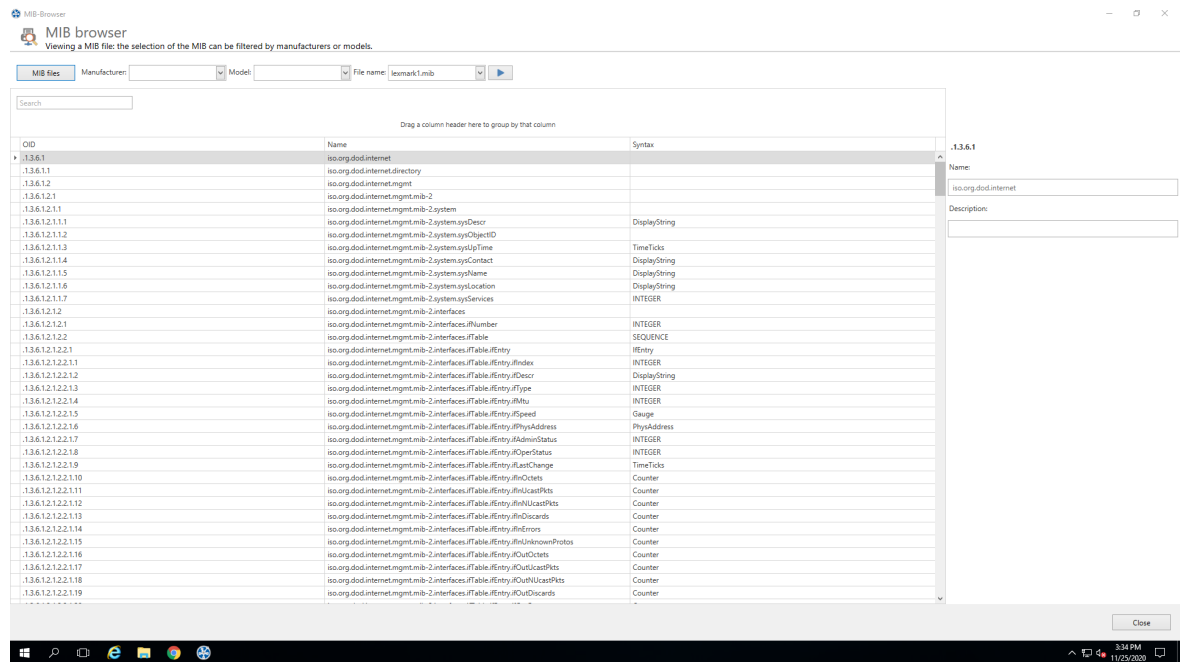 MIB-Browser
MIB browser
Viewing a MIB file: the selection of the MIB can be filtered by manufacturers or models.
MIB files Manufacturer: Model: File name: lexmark1.mib
Search
Drag a column header here to group by that column
OID Name Syntax
.1.3.6.1 iso.org.dod.internet
.1.3.6.1.1 iso.org.dod.internet.directory
.1.3.6.1.2 iso.org.dod.internet.mgmt
.1.3.6.1.2.1 iso.org.dod.internet.mgmt.mib-2
.1.3.6.1.2.1.1 iso.org.dod.internet.mgmt.mib-2.system
.1.3.6.1.2.1.1.1 iso.org.dod.internet.mgmt.mib-2.system.sysDescr DisplayString
.1.3.6.1.2.1.1.2 iso.org.dod.internet.mgmt.mib-2.system.sysObjectID
.1.3.6.1.2.1.1.3 iso.org.dod.internet.mgmt.mib-2.system.sysUpTime TimeTicks
.1.3.6.1.2.1.1.4 iso.org.dod.internet.mgmt.mib-2.system.sysContact DisplayString
.1.3.6.1.2.1.1.5 iso.org.dod.internet.mgmt.mib-2.system.sysName DisplayString
.1.3.6.1.2.1.1.6 iso.org.dod.internet.mgmt.mib-2.system.sysLocation DisplayString
.1.3.6.1.2.1.1.7 iso.org.dod.internet.mgmt.mib-2.system.sysServices INTEGER
.1.3.6.1.2.1.2 iso.org.dod.internet.mgmt.mib-2.interfaces
.1.3.6.1.2.1.2.1 iso.org.dod.internet.mgmt.mib-2.interfaces.ifNumber INTEGER
.1.3.6.1.2.1.2.2 iso.org.dod.internet.mgmt.mib-2.interfaces.ifTable SEQUENCE
.1.3.6.1.2.1.2.2.1 iso.org.dod.internet.mgmt.mib-2.interfaces.ifTable.ifEntry IfEntry
.1.3.6.1.2.1.2.2.1.1 iso.org.dod.internet.mgmt.mib-2.interfaces.ifTable.ifEntry.ifIndex INTEGER
.1.3.6.1.2.1.2.2.1.2 iso.org.dod.internet.mgmt.mib-2.interfaces.ifTable.ifEntry.ifDescr DisplayString
.1.3.6.1.2.1.2.2.1.3 iso.org.dod.internet.mgmt.mib-2.interfaces.ifTable.ifEntry.ifType INTEGER
.1.3.6.1.2.1.2.2.1.4 iso.org.dod.internet.mgmt.mib-2.interfaces.ifTable.ifEntry.ifMtu INTEGER
.1.3.6.1.2.1.2.2.1.5 iso.org.dod.internet.mgmt.mib-2.interfaces.ifTable.ifEntry.ifSpeed Gauge
.1.3.6.1.2.1.2.2.1.6 iso.org.dod.internet.mgmt.mib-2.interfaces.ifTable.ifEntry.ifPhysAddress PhysAddress
.1.3.6.1.2.1.2.2.1.7 iso.org.dod.internet.mgmt.mib-2.interfaces.ifTable.ifEntry.ifAdminStatus INTEGER
.1.3.6.1.2.1.2.2.1.8 iso.org.dod.internet.mgmt.mib-2.interfaces.ifTable.ifEntry.ifOperStatus INTEGER
.1.3.6.1.2.1.2.2.1.9 iso.org.dod.internet.mgmt.mib-2.interfaces.ifTable.ifEntry.ifLastChange TimeTicks
.1.3.6.1.2.1.2.2.1.10 iso.org.dod.internet.mgmt.mib-2.interfaces.ifTable.ifEntry.ifInOctets Counter
.1.3.6.1.2.1.2.2.1.11 iso.org.dod.internet.mgmt.mib-2.interfaces.ifTable.ifEntry.ifInUcastPkts Counter
.1.3.6.1.2.1.2.2.1.12 iso.org.dod.internet.mgmt.mib-2.interfaces.ifTable.ifEntry.ifInNUcastPkts Counter
.1.3.6.1.2.1.2.2.1.13 iso.org.dod.internet.mgmt.mib-2.interfaces.ifTable.ifEntry.ifInDiscards Counter
.1.3.6.1.2.1.2.2.1.14 iso.org.dod.internet.mgmt.mib-2.interfaces.ifTable.ifEntry.ifInErrors Counter
.1.3.6.1.2.1.2.2.1.15 iso.org.dod.internet.mgmt.mib-2.interfaces.ifTable.ifEntry.ifInUnknownProtos Counter
.1.3.6.1.2.1.2.2.1.16 iso.org.dod.internet.mgmt.mib-2.interfaces.ifTable.ifEntry.ifOutOctets Counter
.1.3.6.1.2.1.2.2.1.17 iso.org.dod.internet.mgmt.mib-2.interfaces.ifTable.ifEntry.ifOutUcastPkts Counter
.1.3.6.1.2.1.2.2.1.18 iso.org.dod.internet.mgmt.mib-2.interfaces.ifTable.ifEntry.ifOutNUcastPkts Counter
.1.3.6.1.2.1.2.2.1.19 iso.org.dod.internet.mgmt.mib-2.interfaces.ifTable.ifEntry.ifOutDiscards Counter
.1.3.6.1
Name:
iso.org.dod.internet
Description:
Close
3:34 PM
11/25/2020